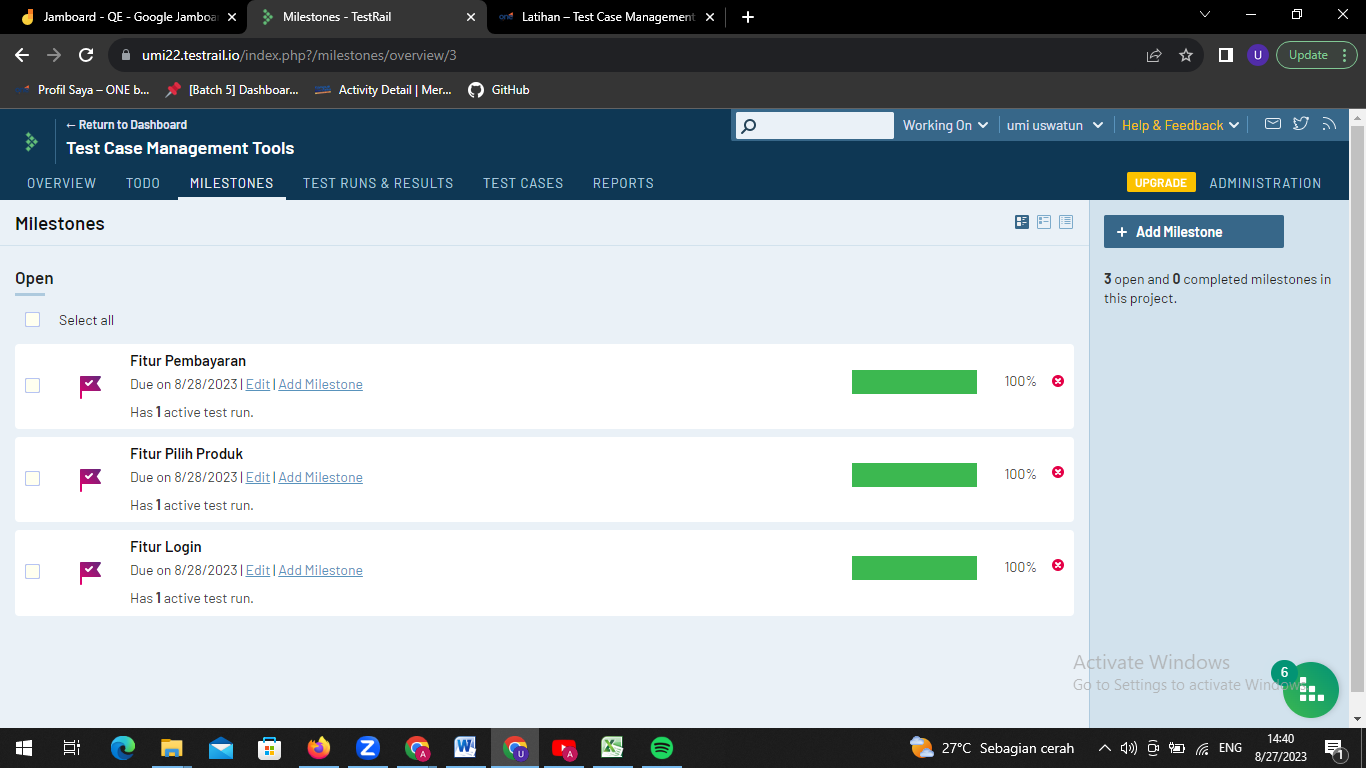 Jamboard - QE - Google Jamboa
Milestones - TestRail
Latihan – Test Case Management
umi22.testrail.io/index.php?/milestones/overview/3
U
Update
Profil Saya – ONE b...
[Batch 5] Dashboar...
Activity Detail | Mer...
GitHub
← Return to Dashboard
Test Case Management Tools
Working On
umi uswatun
Help & Feedback
OVERVIEW
TODO
MILESTONES
TEST RUNS & RESULTS
TEST CASES
REPORTS
UPGRADE
ADMINISTRATION
Milestones
+ Add Milestone
3 open and 0 completed milestones in
this project.
Open
Select all
Fitur Pembayaran
Due on 8/28/2023 | Edit | Add Milestone
Has 1 active test run.
100%
Fitur Pilih Produk
Due on 8/28/2023 | Edit | Add Milestone
Has 1 active test run.
100%
Fitur Login
Due on 8/28/2023 | Edit | Add Milestone
Has 1 active test run.
100%
Activate Windows
Go to Settings to activate Windows.
6
27°C Sebagian cerah
ENG
14:40
8/27/2023
1